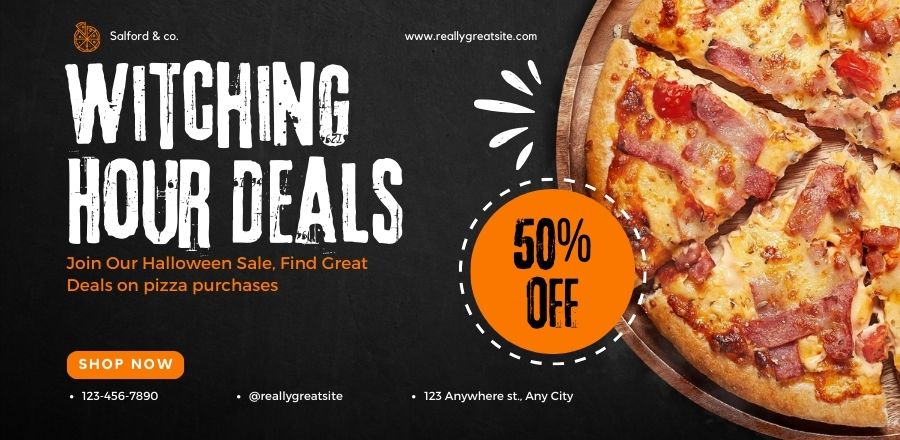 Salford & co.
www.reallygreatsite.com
WITCHING
HOUR DEALS
Join Our Halloween Sale, Find Great
Deals on pizza purchases
50%
OFF
SHOP NOW
• 123-456-7890
• @reallygreatsite
• 123 Anywhere st., Any City